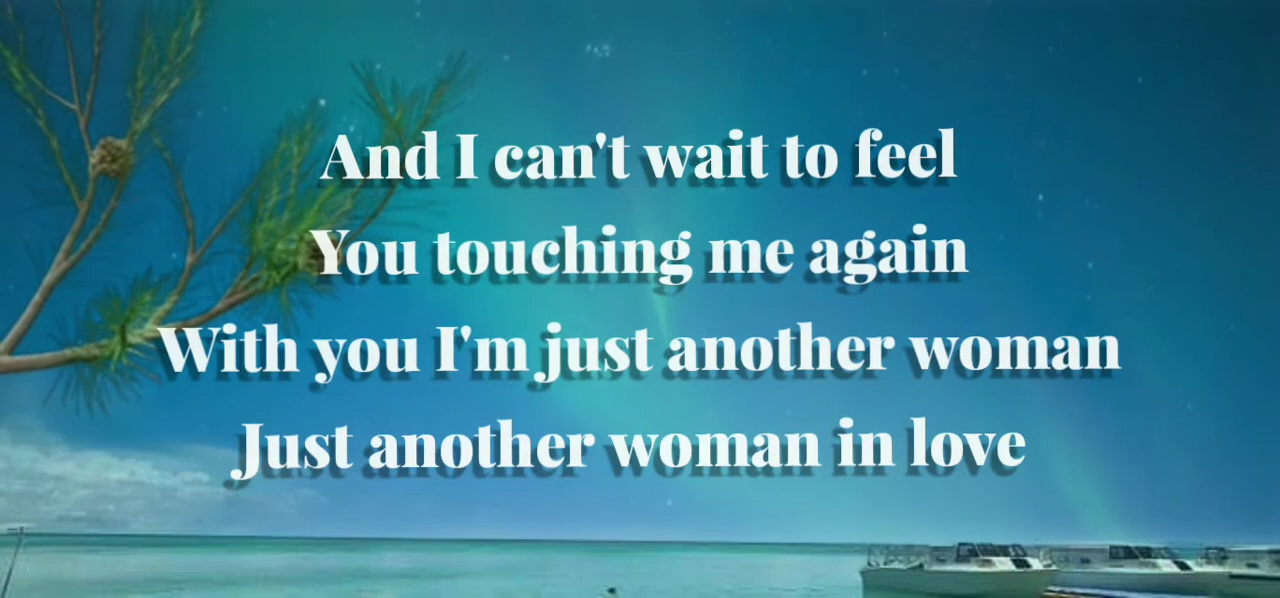 And I can't wait to feel
You touching me again
With you I'm just another woman
Just another woman in love